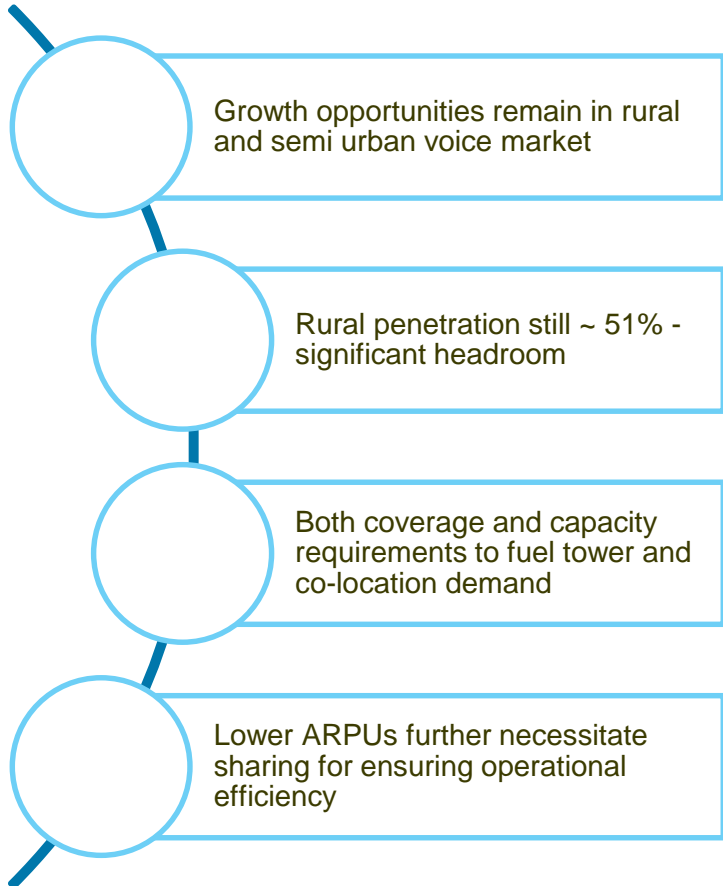 Growth opportunities remain in rural
and semi urban voice market
Rural penetration still ~ 51% -
significant headroom
Both coverage and capacity
requirements to fuel tower and
co-location demand
Lower ARPUs further necessitate
sharing for ensuring operational
efficiency